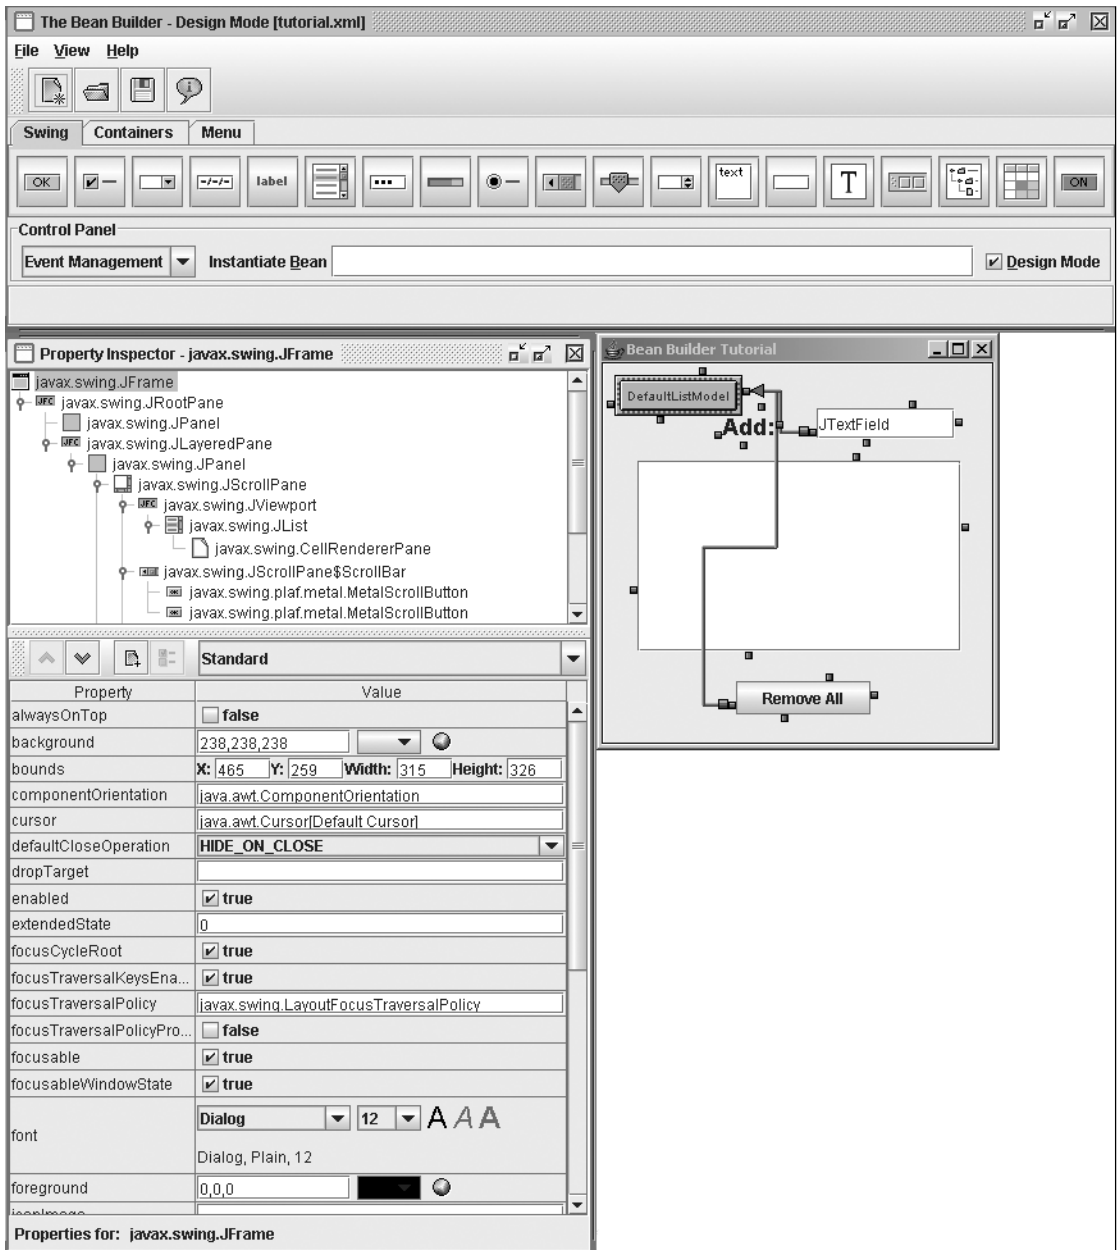 The Bean Builder - Design Mode [tutorial.xml]
File View Help
Swing Containers Menu
OK -/-/- label text T ON
Control Panel
Event Management Instantiate Bean Design Mode
Property Inspector - javax.swing.JFrame
javax.swing.JFrame
JFC javax.swing.JRootPane
javax.swing.JPanel
JFC javax.swing.JLayeredPane
javax.swing.JPanel
javax.swing.JScrollPane
JFC javax.swing.JViewport
javax.swing.JList
javax.swing.CellRendererPane
javax.swing.JScrollPane$ScrollBar
javax.swing.plaf.metal.MetalScrollButton
javax.swing.plaf.metal.MetalScrollButton
Standard
Property Value
alwaysOnTop false
background 238,238,238
bounds X: 465 Y: 259 Width: 315 Height: 326
componentOrientation java.awt.ComponentOrientation
cursor java.awt.Cursor[Default Cursor]
defaultCloseOperation HIDE_ON_CLOSE
dropTarget
enabled true
extendedState 0
focusCycleRoot true
focusTraversalKeysEna... true
focusTraversalPolicy javax.swing.LayoutFocusTraversalPolicy
focusTraversalPolicyPro... false
focusable true
focusableWindowState true
font Dialog 12 A A A
Dialog, Plain, 12
foreground 0,0,0
Properties for: javax.swing.JFrame
Bean Builder Tutorial
DefaultListModel
Add: JTextField
Remove All